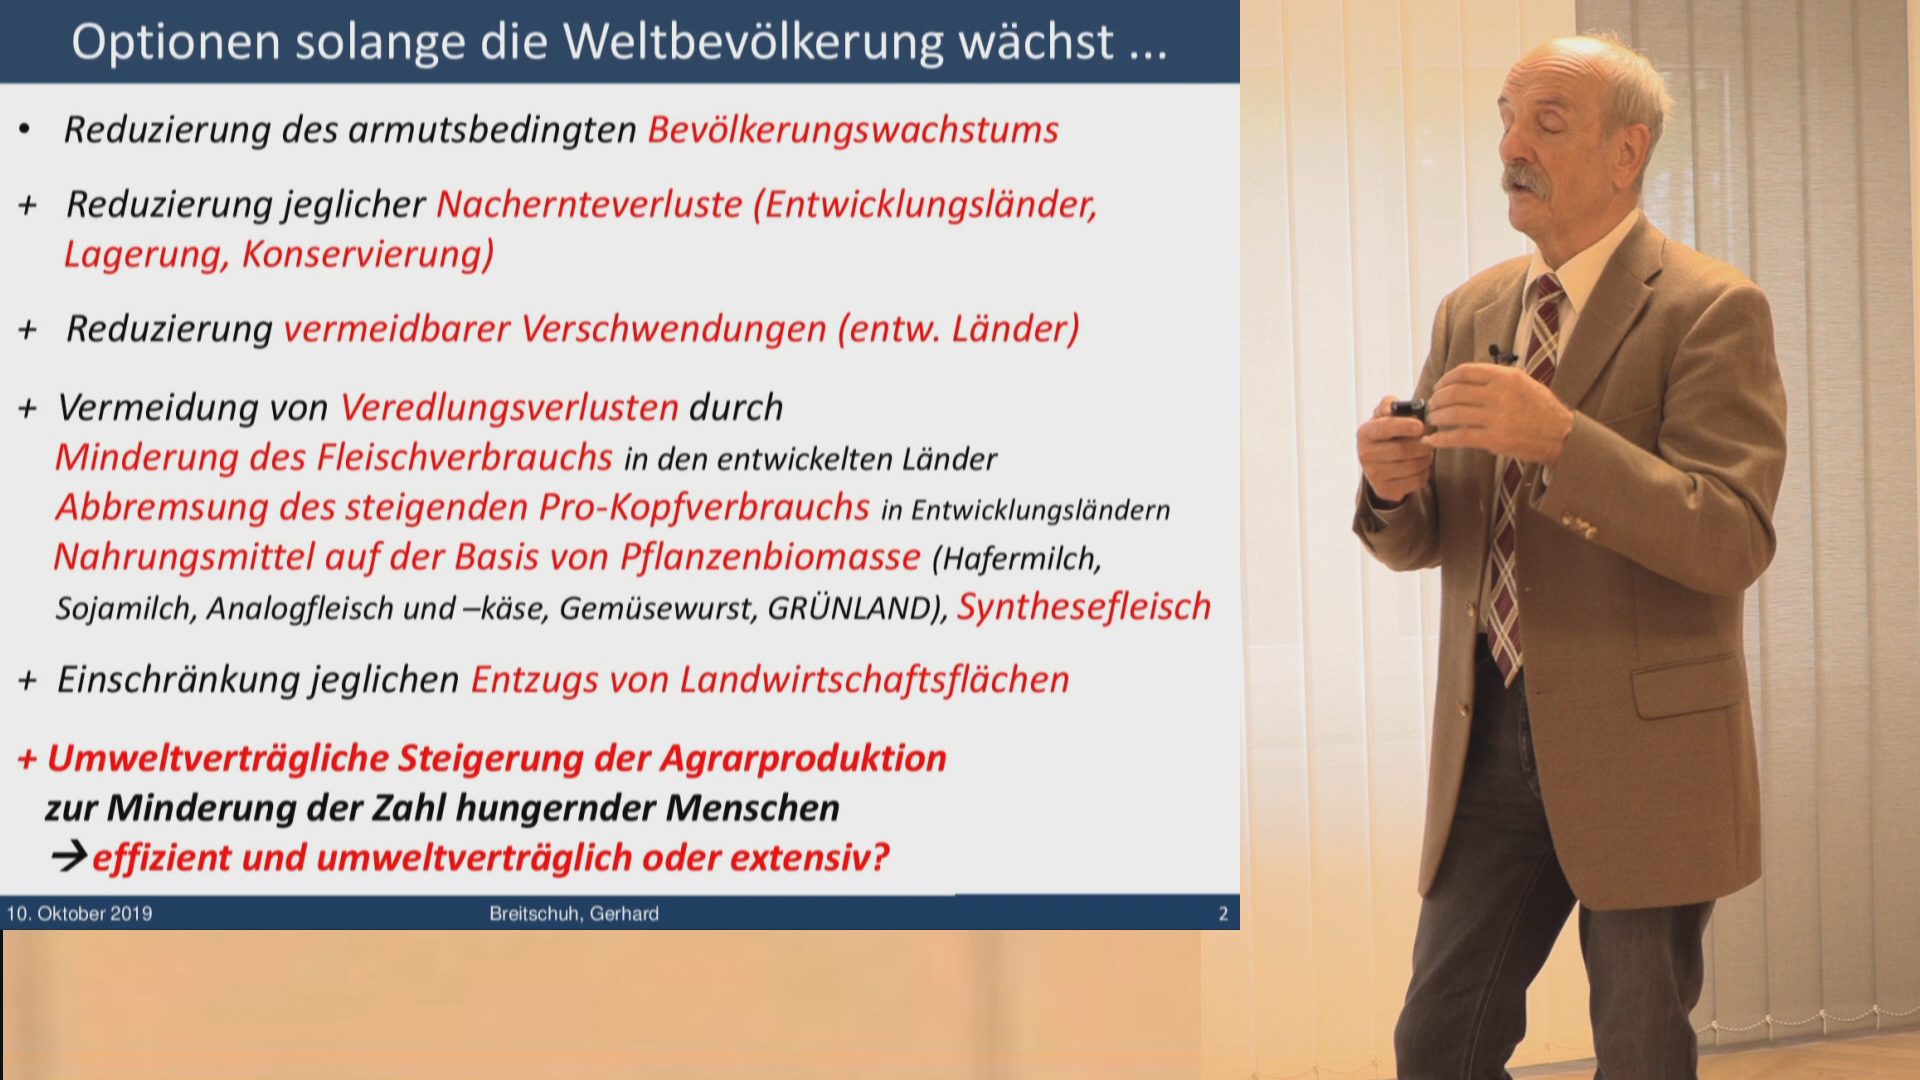 Optionen solange die Weltbevölkerung wächst ...
• Reduzierung des armutsbedingten Bevölkerungswachstums
+ Reduzierung jeglicher Nachernteverluste (Entwicklungsländer,
Lagerung, Konservierung)
+ Reduzierung vermeidbarer Verschwendungen (entw. Länder)
+ Vermeidung von Veredlungsverlusten durch
Minderung des Fleischverbrauchs in den entwickelten Länder
Abbremsung des steigenden Pro-Kopfverbrauchs in Entwicklungsländern
Nahrungsmittel auf der Basis von Pflanzenbiomasse (Hafermilch,
Sojamilch, Analogfleisch und –käse, Gemüsewurst, GRÜNLAND), Synthesefleisch
+ Einschränkung jeglichen Entzugs von Landwirtschaftsflächen
+ Umweltverträgliche Steigerung der Agrarproduktion
zur Minderung der Zahl hungernder Menschen
→ effizient und umweltverträglich oder extensiv?
10. Oktober 2019 Breitschuh, Gerhard 2